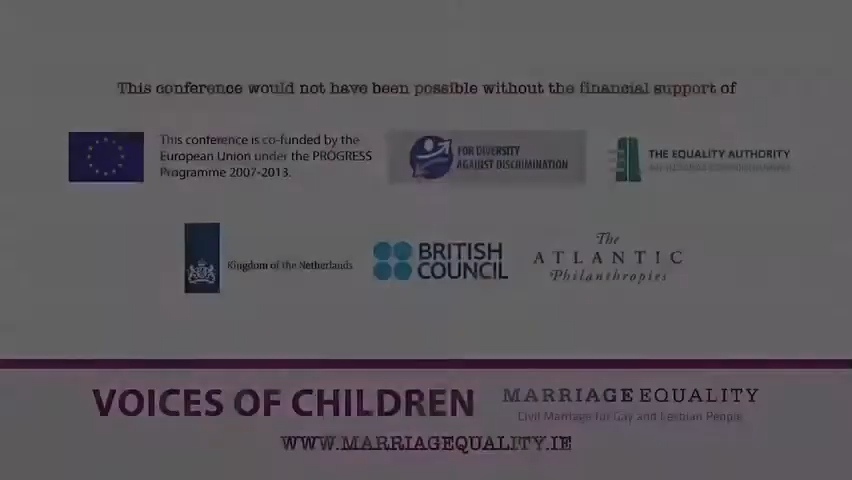 This conference would not have been possible without the financial support of
This conference is co-funded by the
European Union under the PROGRESS
Programme 2007-2013.
FOR DIVERSITY
AGAINST DISCRIMINATION
THE EQUALITY AUTHORITY
Kingdom of the Netherlands
BRITISH
COUNCIL
The
ATLANTIC
Philanthropies
VOICES OF CHILDREN
MARRIAGEEQUALITY
Civil Marriage for Gay and Lesbian People
WWW.MARRIAGEQUALITY.IE